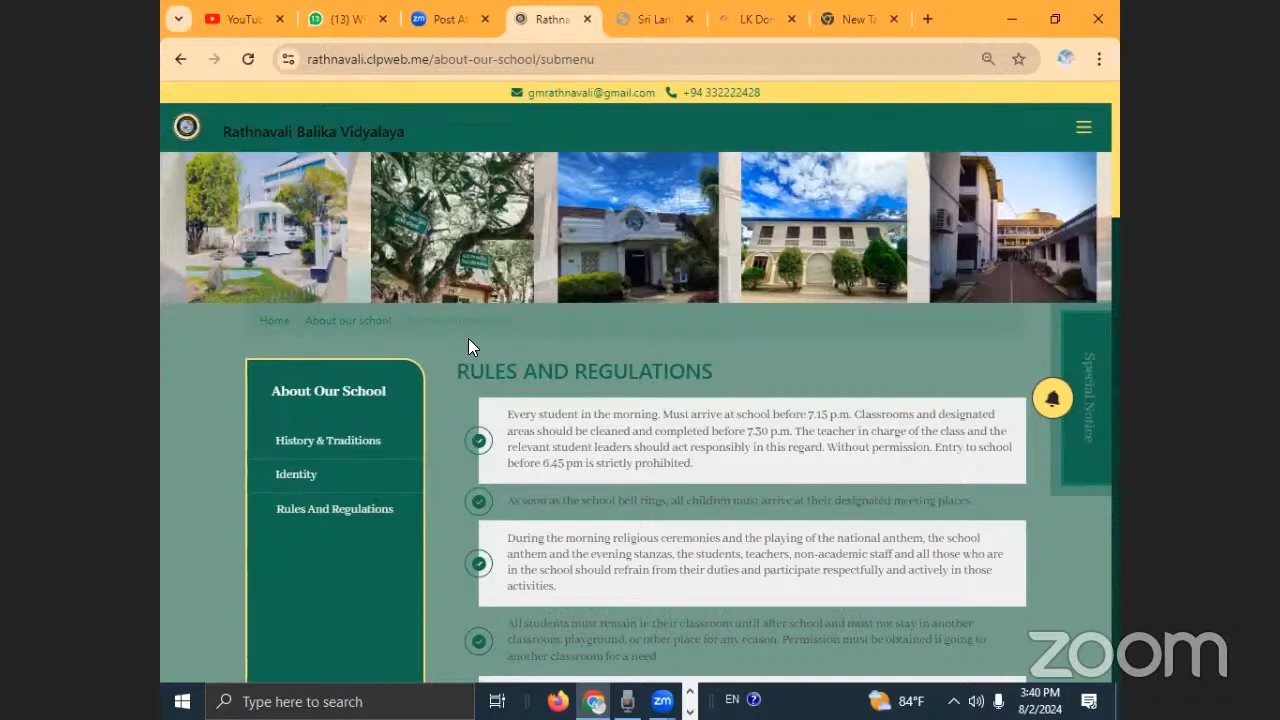 YouTub
(13) W
Post A
Rathna
Sri Lan
LK Dor
New Ta
rathnavali.clpweb.me/about-our-school/submenu
gmrathnavali@gmail.com +94 332222428
Rathnavali Balika Vidyalaya
Home About our school
RULES AND REGULATIONS
About Our School
History & Traditions
Identity
Rules And Regulations
Every student in the morning. Must arrive at school before 7.15 p.m. Classrooms and designated
areas should be cleaned and completed before 7.30 p.m. The teacher in charge of the class and the
relevant student leaders should act responsibly in this regard. Without permission. Entry to school
before 6.45 pm is strictly prohibited.
As soon as the school bell rings, all children must arrive at their designated meeting places.
During the morning religious ceremonies and the playing of the national anthem, the school
anthem and the evening stanzas, the students, teachers, non-academic staff and all those who are
in the school should refrain from their duties and participate respectfully and actively in those
activities.
All students must remain in their classroom until after school and must not stay in another
classroom, playground, or other place for any reason. Permission must be obtained if going to
another classroom for a need
Special Notice
zoom
Type here to search
EN
84°F
3:40 PM
8/2/2024